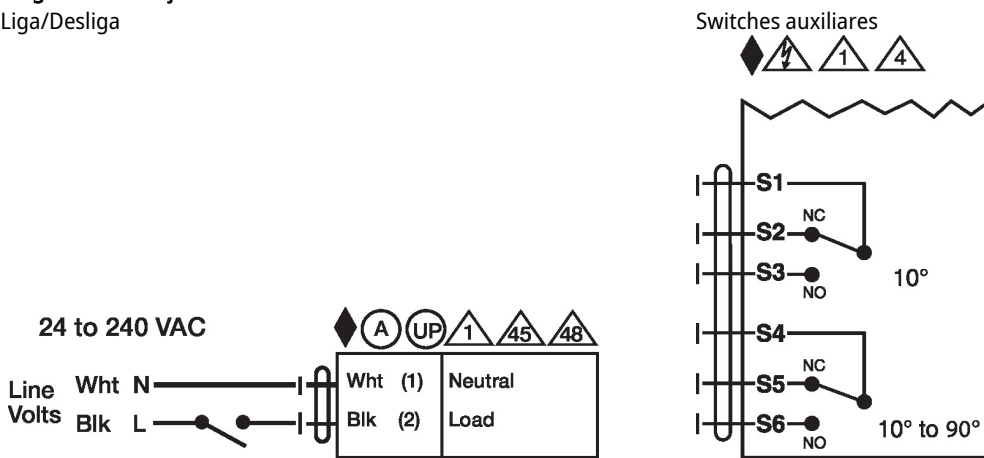 Liga/Desliga
24 to 240 VAC
A UP 1 45 48
Line Volts
Wht N
Blk L
Wht (1) Neutral
Blk (2) Load
Switches auxiliares
1 4
S1
NC
S2
S3
NO
10°
S4
NC
S5
S6
NO
10° to 90°